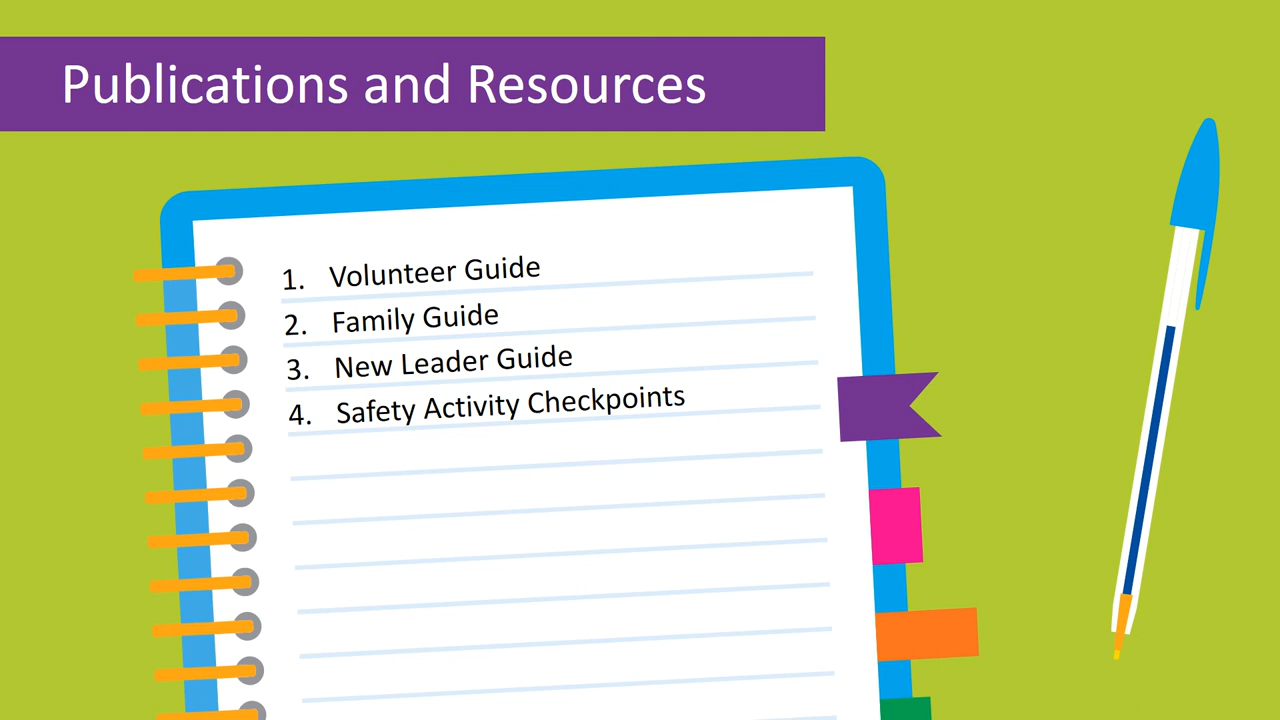 Publications and Resources
1. Volunteer Guide
2. Family Guide
3. New Leader Guide
4. Safety Activity Checkpoints